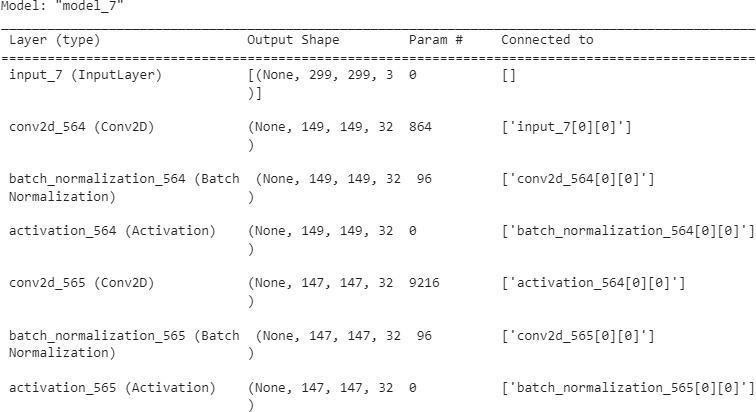 Model: "model_7"
Layer (type) Output Shape Param # Connected to
input_7 (InputLayer) [(None, 299, 299, 3 0 []
)]
conv2d_564 (Conv2D) (None, 149, 149, 32 864 ['input_7[0][0]']
)
batch_normalization_564 (Batch (None, 149, 149, 32 96 ['conv2d_564[0][0]']
Normalization) )
activation_564 (Activation) (None, 149, 149, 32 0 ['batch_normalization_564[0][0]']
)
conv2d_565 (Conv2D) (None, 147, 147, 32 9216 ['activation_564[0][0]']
)
batch_normalization_565 (Batch (None, 147, 147, 32 96 ['conv2d_565[0][0]']
Normalization) )
activation_565 (Activation) (None, 147, 147, 32 0 ['batch_normalization_565[0][0]']
)